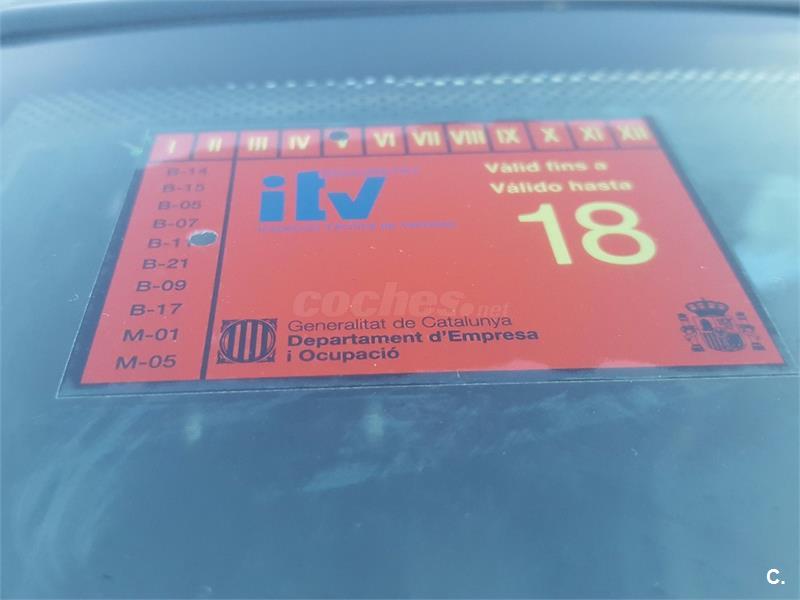 I II III IV V VI VII VIII IX X XI XII
B-14
B-15
B-05
B-07
B-11
B-21
B-09
B-17
M-01
M-05
itv
Vàlid fins a
Válido hasta
18
coches.net
Generalitat de Catalunya
Departament d'Empresa
i Ocupació
C.